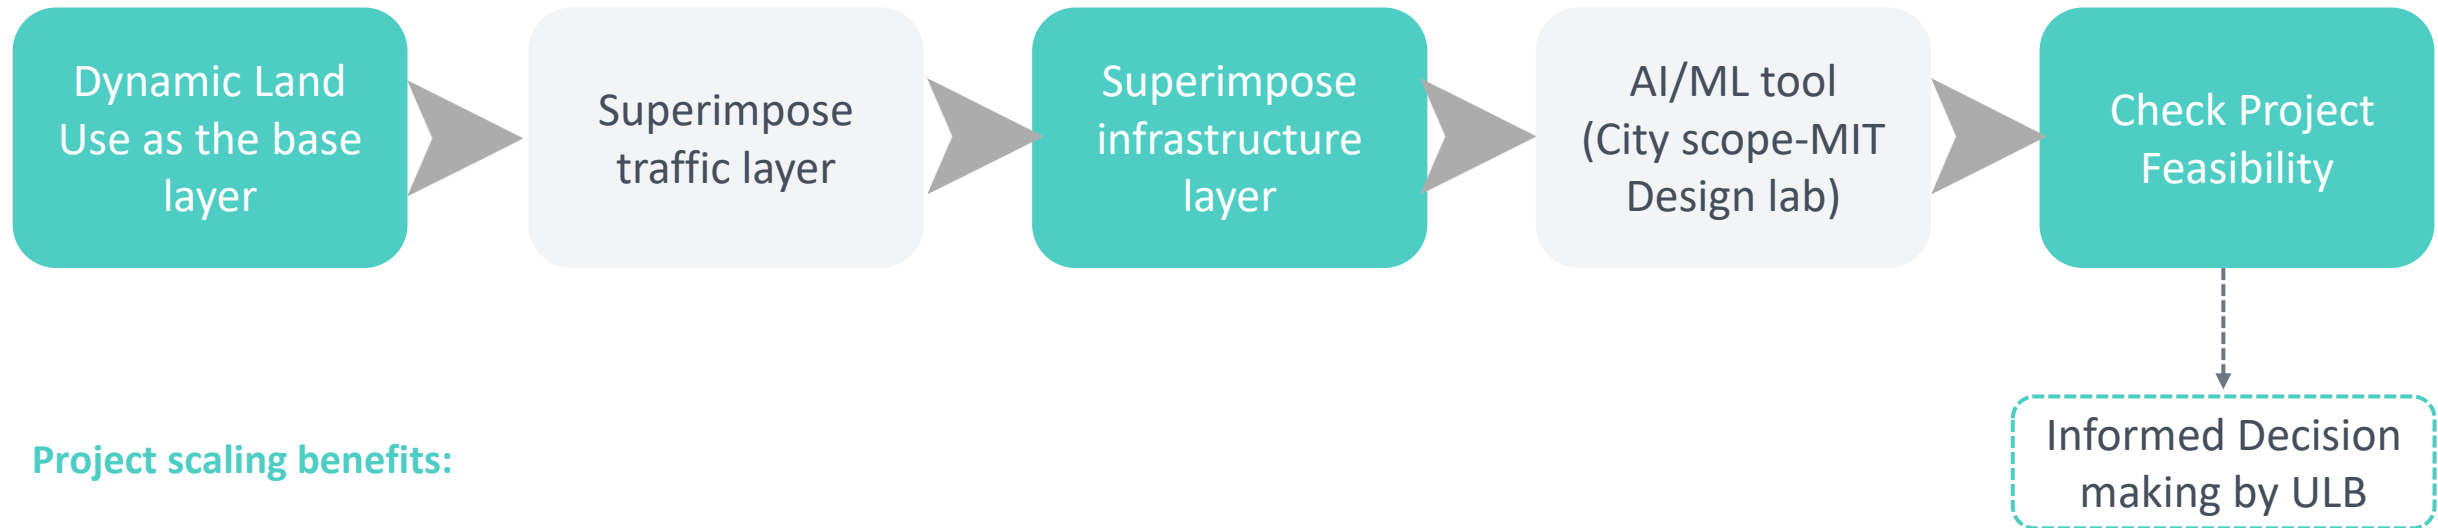 Dynamic Land
Use as the base
layer
Superimpose
traffic layer
Superimpose
infrastructure
layer
AI/ML tool
(City scope-MIT
Design lab)
Check Project
Feasibility
Informed Decision
making by ULB
Project scaling benefits: